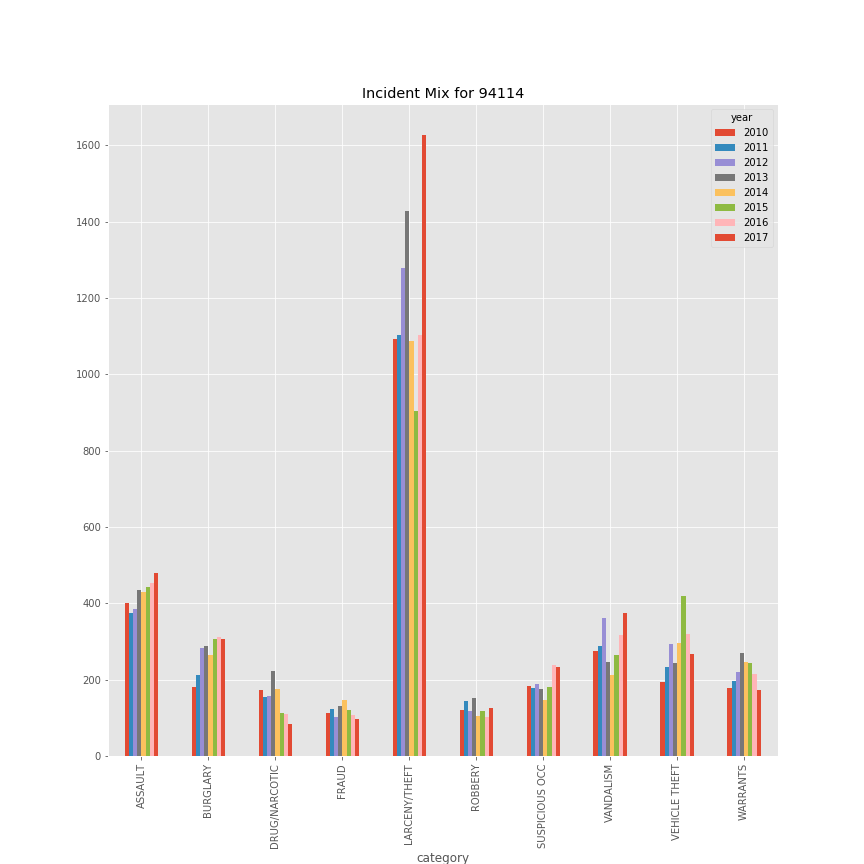 Incident Mix for 94114
year
2010
2011
2012
2013
2014
2015
2016
2017
1600
1400
1200
1000
800
600
400
200
0
ASSAULT
BURGLARY
DRUG/NARCOTIC
FRAUD
LARCENY/THEFT
ROBBERY
SUSPICIOUS OCC
VANDALISM
VEHICLE THEFT
WARRANTS
category